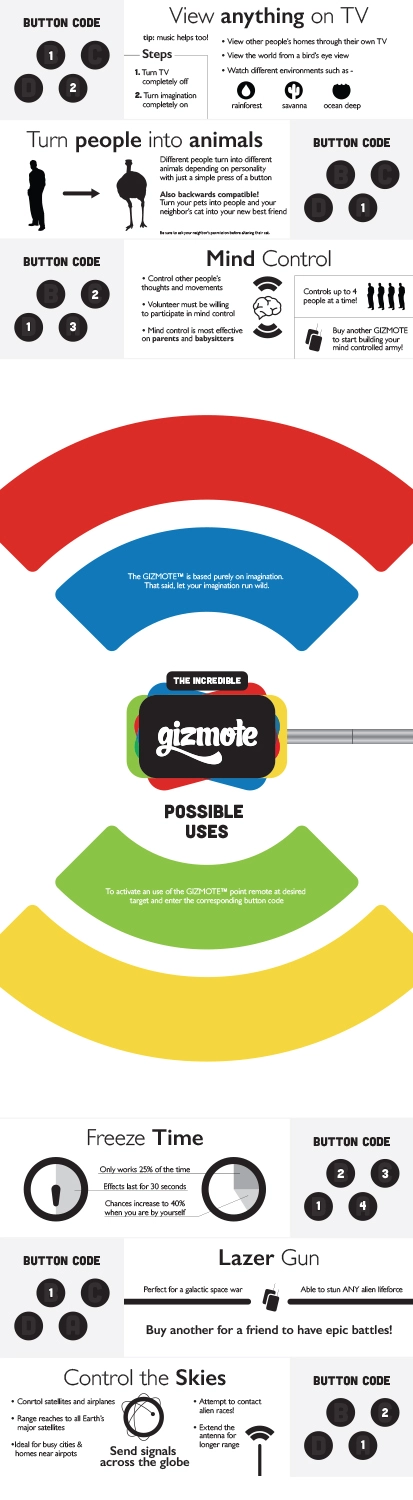 BUTTON CODE
1 C
D 2
View anything on TV
tip: music helps too!
Steps
1. Turn TV
completely off
2. Turn imagination
completely on
• View other people's homes through their own TV
• View the world from a bird's eye view
• Watch different environments such as -
rainforest savanna ocean deep
Turn people into animals
Different people turn into different
animals depending on personality
with just a simple press of a button
Also backwards compatible!
Turn your pets into people and your
neighbor's cat into your new best friend
Be sure to ask your neighbor's permission before sharing their cat.
BUTTON CODE
B C
D 1
BUTTON CODE
B 2
1 3
Mind Control
• Control other people's
thoughts and movements
• Volunteer must be willing
to participate in mind control
• Mind control is most effective
on parents and babysitters
Controls up to 4
people at a time!
Buy another GIZMOTE
to start building your
mind controlled army!
The GIZMOTE™ is based purely on imagination.
That said, let your imagination run wild.
THE INCREDIBLE
gizmote
POSSIBLE
USES
To activate an use of the GIZMOTE™ point remote at desired
target and enter the corresponding button code
Freeze Time
Only works 25% of the time
Effects last for 30 seconds
Chances increase to 40%
when you are by yourself
BUTTON CODE
2 3
1 4
BUTTON CODE
1 C
D A
Lazer Gun
Perfect for a galactic space war
Able to stun ANY alien lifeforce
Buy another for a friend to have epic battles!
Control the Skies
• Conrtol satellites and airplanes
• Range reaches to all Earth's
major satellites
•Ideal for busy cities &
homes near airpots
Send signals
across the globe
• Attempt to contact
alien races!
• Extend the
antenna for
longer range
BUTTON CODE
B 2
D 1